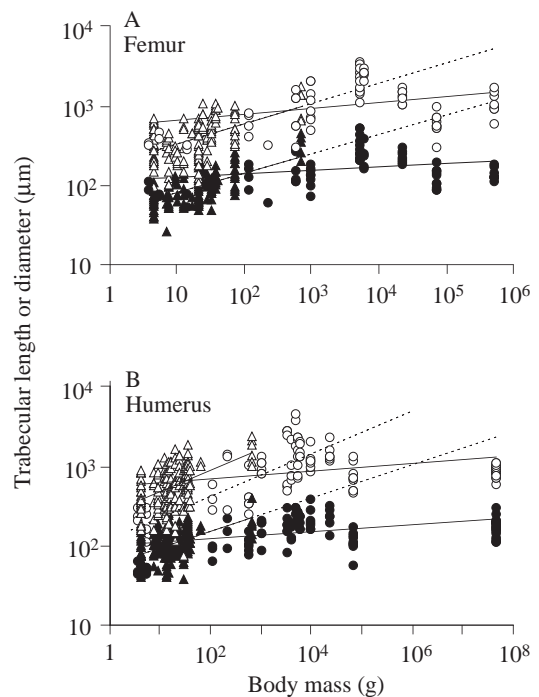 A
Femur
10⁴
10³
10²
10
1 10 10² 10³ 10⁴ 10⁵ 10⁶
Trabecular length or diameter (µm)
B
Humerus
10⁴
10³
10²
10
1 10² 10⁴ 10⁶ 10⁸
Body mass (g)